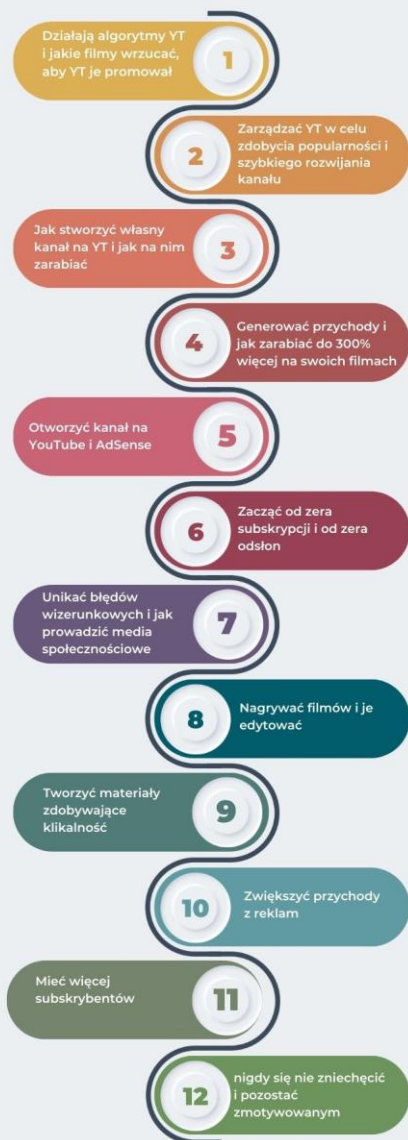 Działają algorytmy YT
i jakie filmy wrzucać,
aby YT je promował
1
2
Zarządzać YT w celu
zdobycia popularności i
szybkiego rozwijania
kanału
Jak stworzyć własny
kanał na YT i jak na nim
zarabiać
3
4
Generować przychody i
jak zarabiać do 300%
więcej na swoich filmach
Otworzyć kanał na
YouTube i AdSense
5
6
Zacząć od zera
subskrypcji i od zera
odsłon
Unikać błędów
wizerunkowych i jak
prowadzić media
społecznościowe
7
8
Nagrywać filmów i je
edytować
Tworzyć materiały
zdobywające
klikalność
9
10
Zwiększyć przychody
z reklam
Mieć więcej
subskrybentów
11
12
nigdy się nie zniechęcić
i pozostać
zmotywowanym